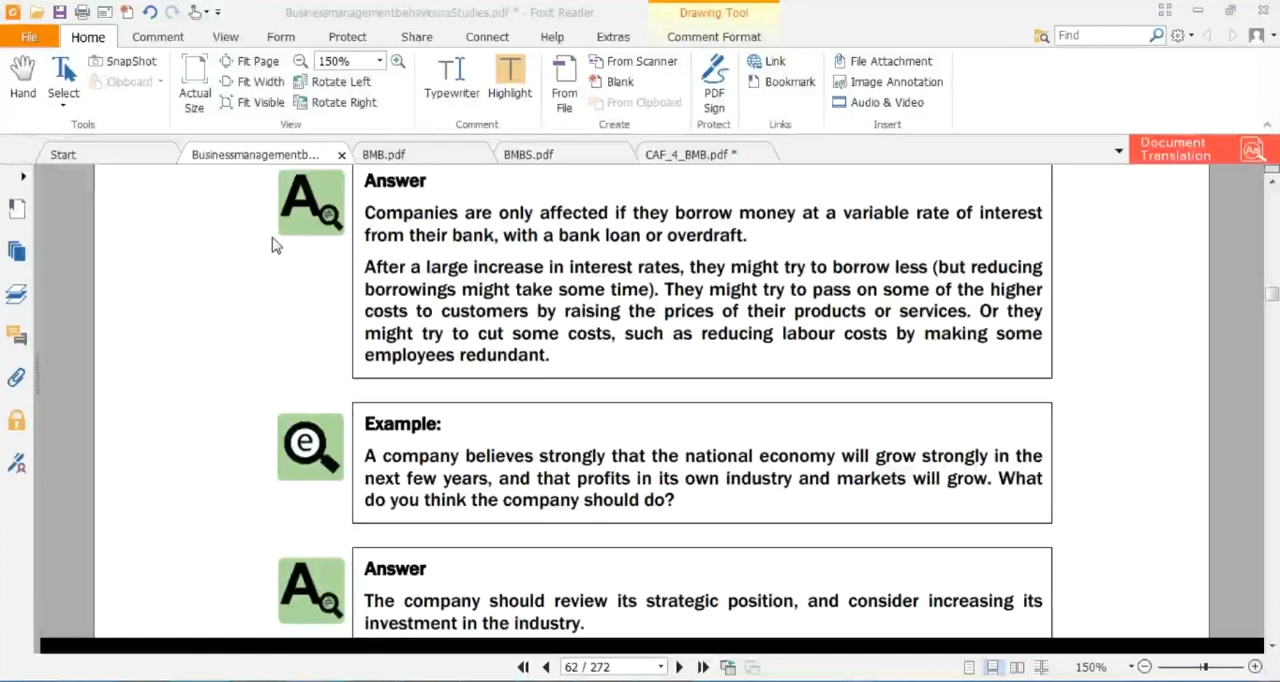 BusinessmanagementbehaviouraStudies.pdf * - Foxit Reader
Drawing Tool
File Home Comment View Form Protect Share Connect Help Extras Comment Format Find
Hand
Select
Tools
SnapShot
Clipboard
Actual Size
Fit Page
Fit Width
Fit Visible
150%
Rotate Left
Rotate Right
View
Typewriter
Highlight
Comment
From File
From Scanner
Blank
From Clipboard
Create
PDF Sign
Protect
Link
Bookmark
Links
File Attachment
Image Annotation
Audio & Video
Insert
Start Businessmanagementb... BMB.pdf BMBS.pdf CAF_4_BMB.pdf *
Document
Translation
Answer
Companies are only affected if they borrow money at a variable rate of interest
from their bank, with a bank loan or overdraft.
After a large increase in interest rates, they might try to borrow less (but reducing
borrowings might take some time). They might try to pass on some of the higher
costs to customers by raising the prices of their products or services. Or they
might try to cut some costs, such as reducing labour costs by making some
employees redundant.
Example:
A company believes strongly that the national economy will grow strongly in the
next few years, and that profits in its own industry and markets will grow. What
do you think the company should do?
Answer
The company should review its strategic position, and consider increasing its
investment in the industry.
62 / 272
150%